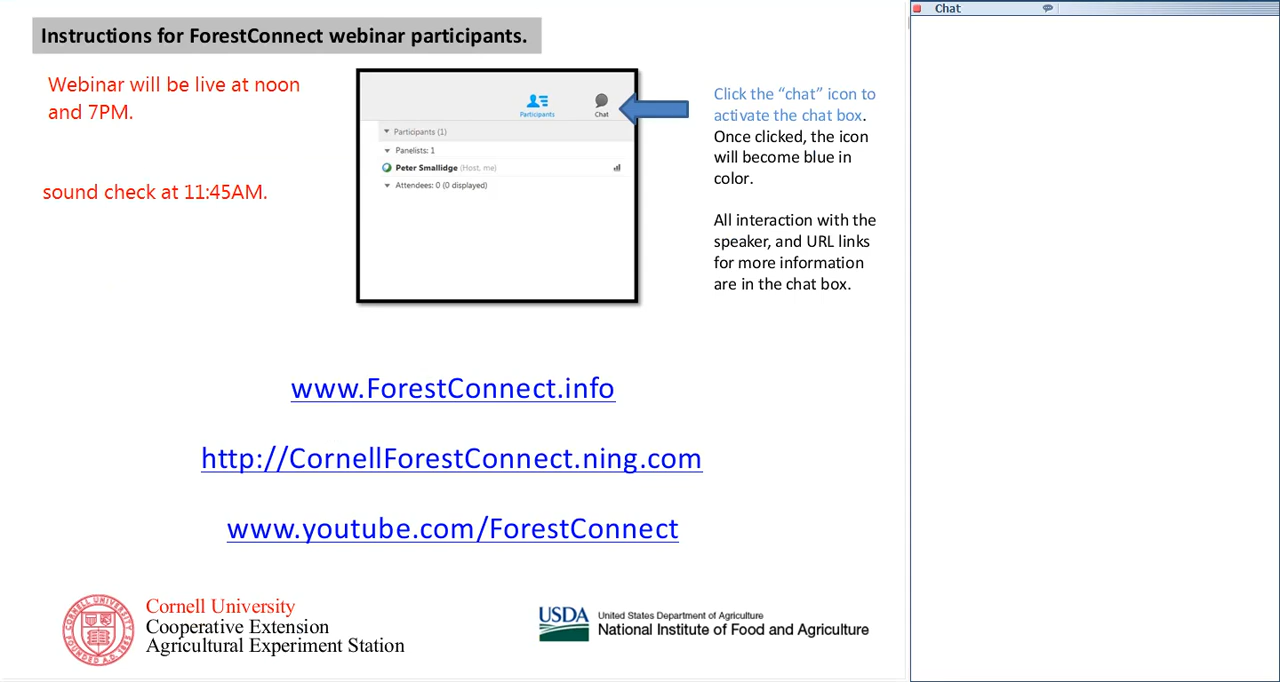 Chat
Instructions for ForestConnect webinar participants.
Webinar will be live at noon
and 7PM.
sound check at 11:45AM.
Participants
Chat
Participants (1)
Panelists: 1
Peter Smallidge (Host, me)
Attendees: 0 (0 displayed)
Click the “chat” icon to
activate the chat box.
Once clicked, the icon
will become blue in
color.
All interaction with the
speaker, and URL links
for more information
are in the chat box.
www.ForestConnect.info
http://CornellForestConnect.ning.com
www.youtube.com/ForestConnect
CORNELL UNIVERSITY
FOUNDED A.D. 1865
Cornell University
Cooperative Extension
Agricultural Experiment Station
USDA
United States Department of Agriculture
National Institute of Food and Agriculture